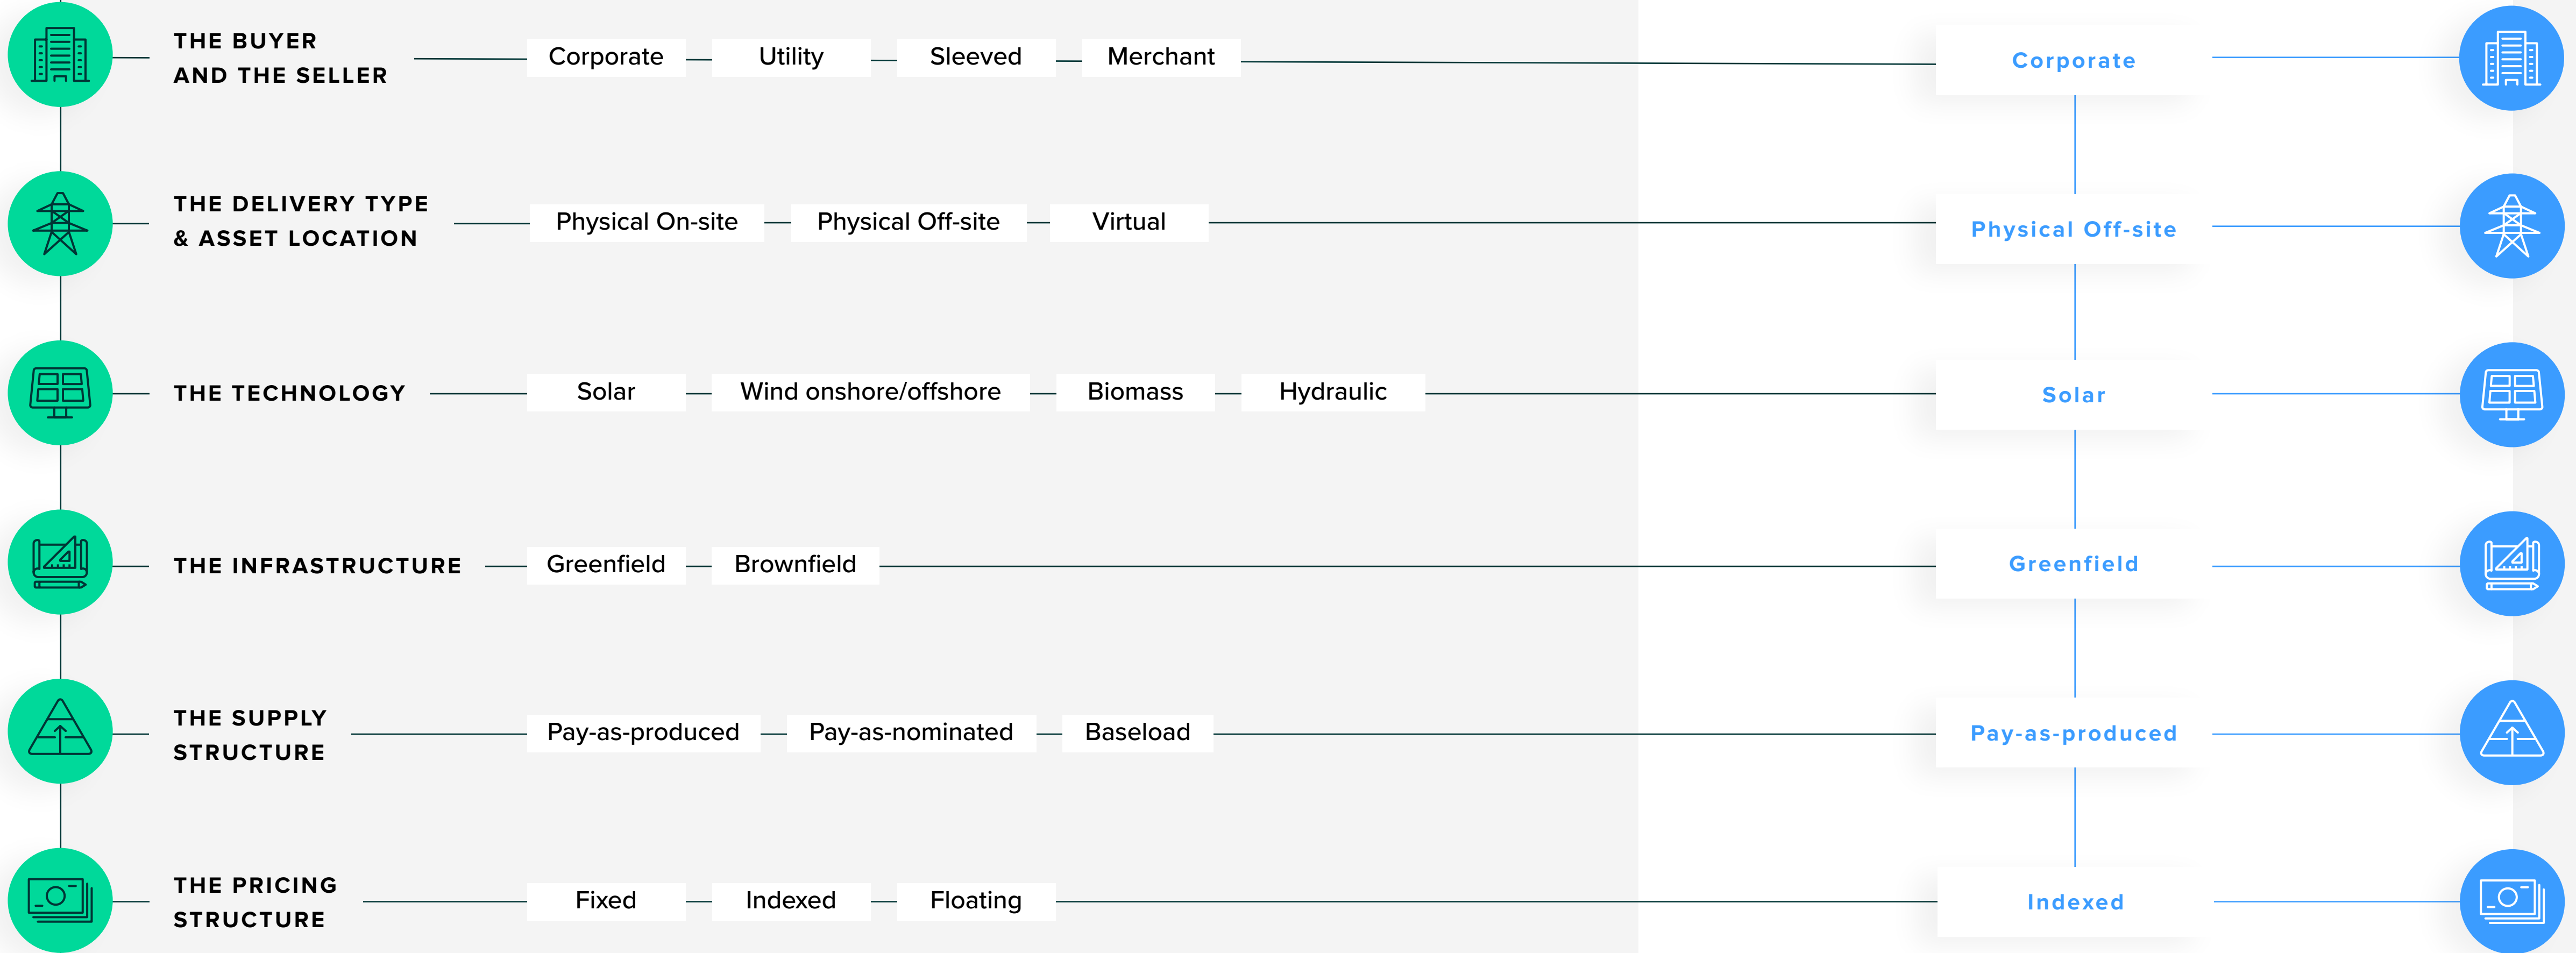 THE BUYER
AND THE SELLER
Corporate
Utility
Sleeved
Merchant
Corporate
THE DELIVERY TYPE
& ASSET LOCATION
Physical On-site
Physical Off-site
Virtual
Physical Off-site
THE TECHNOLOGY
Solar
Wind onshore/offshore
Biomass
Hydraulic
Solar
THE INFRASTRUCTURE
Greenfield
Brownfield
Greenfield
THE SUPPLY
STRUCTURE
Pay-as-produced
Pay-as-nominated
Baseload
Pay-as-produced
THE PRICING
STRUCTURE
Fixed
Indexed
Floating
Indexed